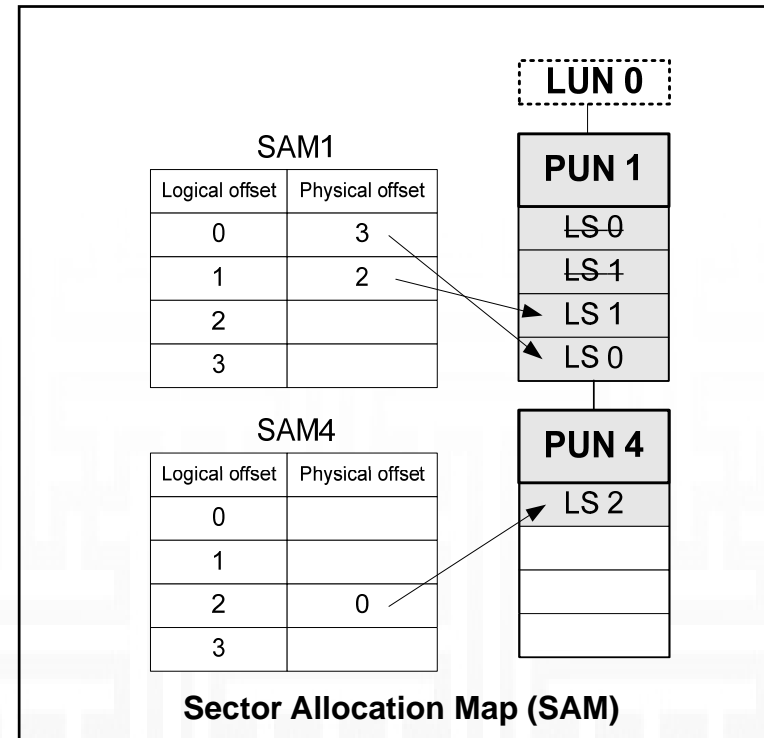 LUN 0
SAM1
Logical offset Physical offset
0 3
1 2
2
3
PUN 1
LS 0
LS 1
LS 1
LS 0
SAM4
Logical offset Physical offset
0
1
2 0
3
PUN 4
LS 2
Sector Allocation Map (SAM)